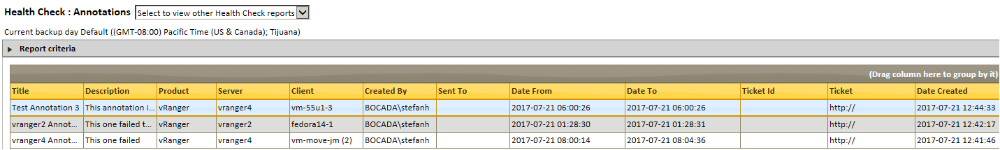 Health Check : Annotations Select to view other Health Check reports
Current backup day Default ((GMT-08:00) Pacific Time (US & Canada); Tijuana)
Report criteria
(Drag column here to group by it)
Title Description Product Server Client Created By Sent To Date From Date To Ticket Id Ticket Date Created
Test Annotation 3 This annotation i... vRanger vranger4 vm-55u1-3 BOCADA\stefanh 2017-07-21 06:00:26 2017-07-21 06:00:26 http:// 2017-07-21 12:44:33
vranger2 Annot... This one failed t... vRanger vranger2 fedora14-1 BOCADA\stefanh 2017-07-21 01:28:30 2017-07-21 01:28:31 http:// 2017-07-21 12:42:17
vranger4 Annot... This one failed vRanger vranger4 vm-move-jm (2) BOCADA\stefanh 2017-07-21 08:00:14 2017-07-21 08:04:36 http:// 2017-07-21 12:41:46